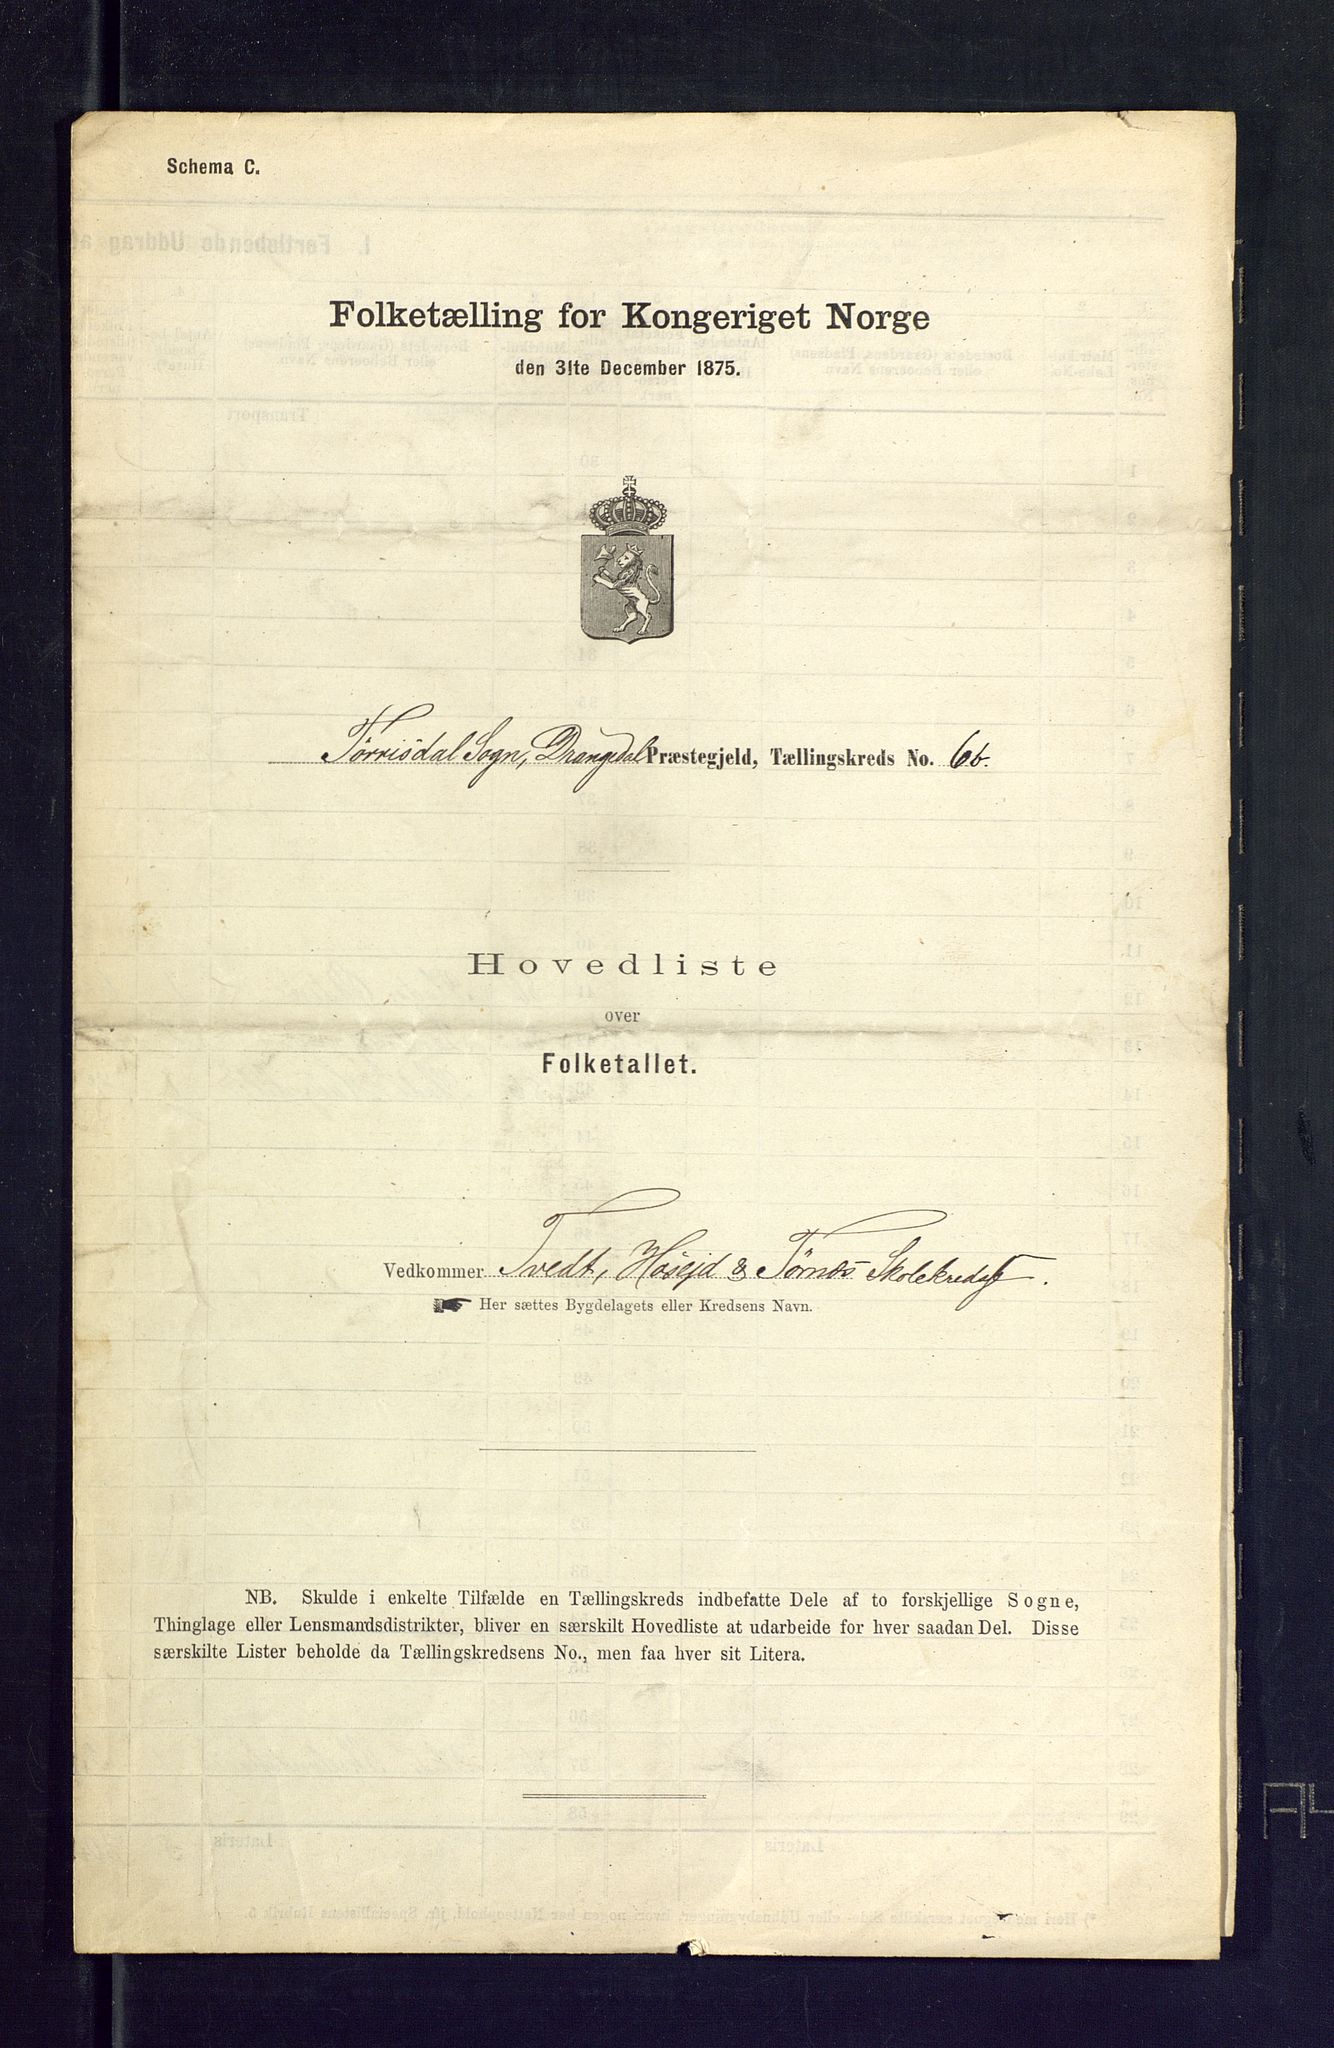 Schema C.
Folketælling for Kongeriget Norge
den 31te December 1875.
Tørrisdal Sogn, Drangedal Præstegjeld, Tællingskreds No. 6b.
Hovedliste
over
Folketallet.
Vedkommer Tvedt, Hosejd & Tørnæs Skolekreds.
Her sættes Bygdelagets eller Kredsens Navn.
NB. Skulde i enkelte Tilfælde en Tællingskreds indbefatte Dele af to forskjellige Sogne,
Thinglage eller Lensmandsdistrikter, bliver en særskilt Hovedliste at udarbeide for hver saadan Del. Disse
særskilte Lister beholde da Tællingskredsens No., men faa hver sit Litera.